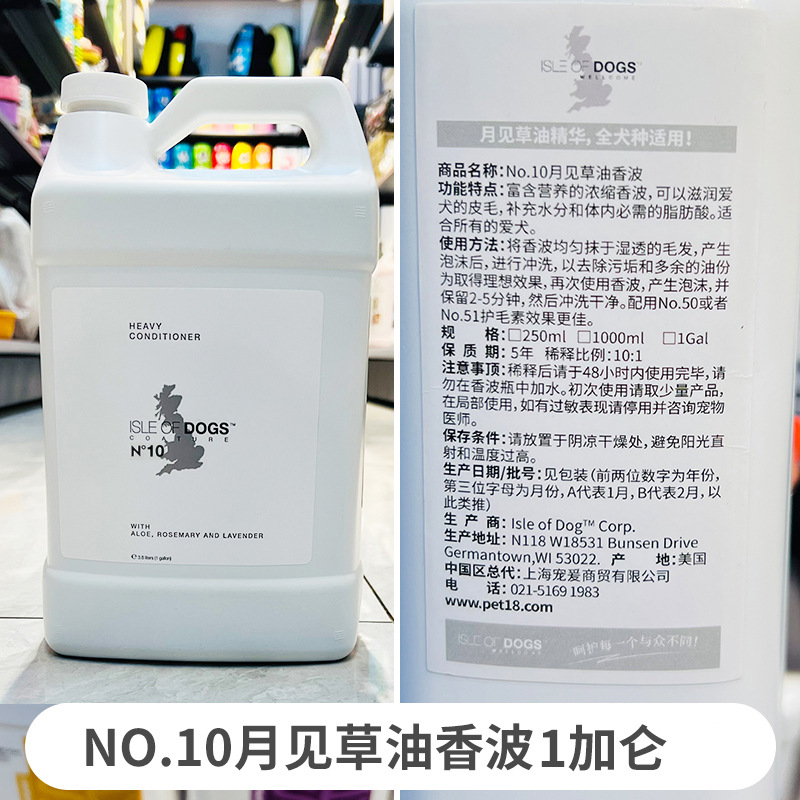 HEAVY
CONDITIONER
ISLE OF DOGS™
COATURE
Nº10
WITH
ALOE, ROSEMARY AND LAVENDER
℮ 3.8 liters (1 gallon)
ISLE OF DOGS™
WELLCOME
月见草油精华,全犬种适用！
商品名称：No.10月见草油香波
功能特点：富含营养的浓缩香波，可以滋润爱
犬的皮毛，补充水分和体内必需的脂肪酸。适
合所有的爱犬。
使用方法：将香波均匀抹于湿透的毛发，产生
泡沫后，进行冲洗，以去除污垢和多余的油份
为取得理想效果，再次使用香波，产生泡沫，并
保留2-5分钟，然后冲洗干净。配用No.50或者
No.51护毛素效果更佳。
规 格：□250ml □1000ml □1Gal
保 质 期：5年 稀释比例：10:1
注意事项：稀释后请于48小时内使用完毕，请
勿在香波瓶中加水。初次使用请取少量产品，
在局部使用，如有过敏表现请停用并咨询宠物
医师。
保存条件：请放置于阴凉干燥处，避免阳光直
射和温度过高。
生产日期/批号：见包装（前两位数字为年份，
第三位字母为月份，A代表1月，B代表2月，以
此类推）
生 产 商：Isle of Dog™ Corp.
生产地址：N118 W18531 Bunsen Drive
Germantown,WI 53022. 产 地：美国
中国区总代：上海宠爱商贸有限公司
电 话：021-5169 1983
www.pet18.com
ISLE OF DOGS™
WELLCOME
呵护每一个与众不同！
NO.10月见草油香波1加仑